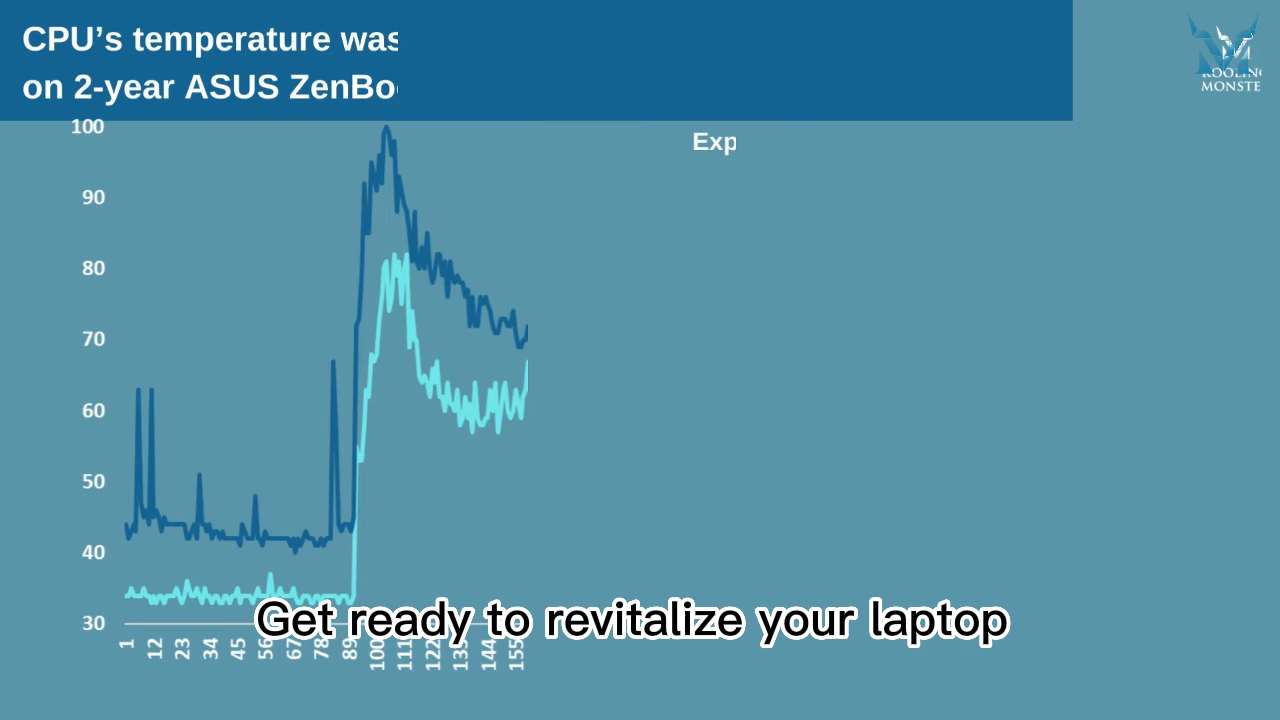 CPU's temperature was
on 2-year ASUS ZenBo
KOOLING
MONSTE
Exp
100
90
80
70
60
50
40
30
1 12 23 34 45 56 67 78 89 100 111 122 133 144 155
Get ready to revitalize your laptop